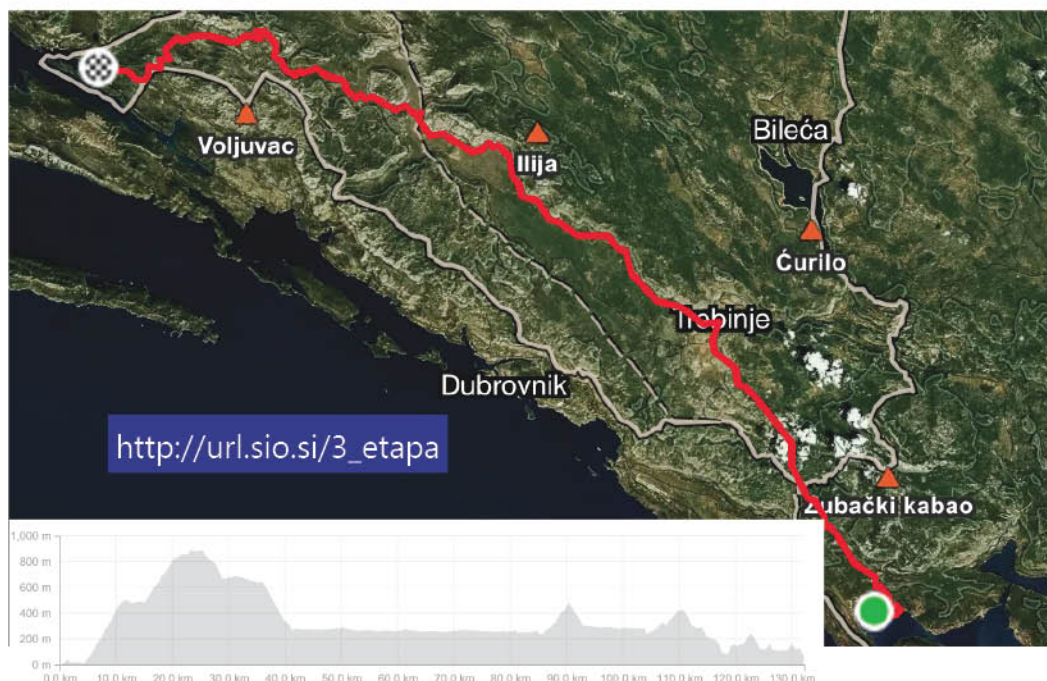 Voljuvac
Ilija
Bileća
Ćurilo
Trebinje
Dubrovnik
http://url.sio.si/3_etapa
Zubački kabao
1,000 m
800 m
600 m
400 m
200 m
0 m
0.0 km 10.0 km 20.0 km 30.0 km 40.0 km 50.0 km 60.0 km 70.0 km 80.0 km 90.0 km 100.0 km 110.0 km 120.0 km 130.0 km